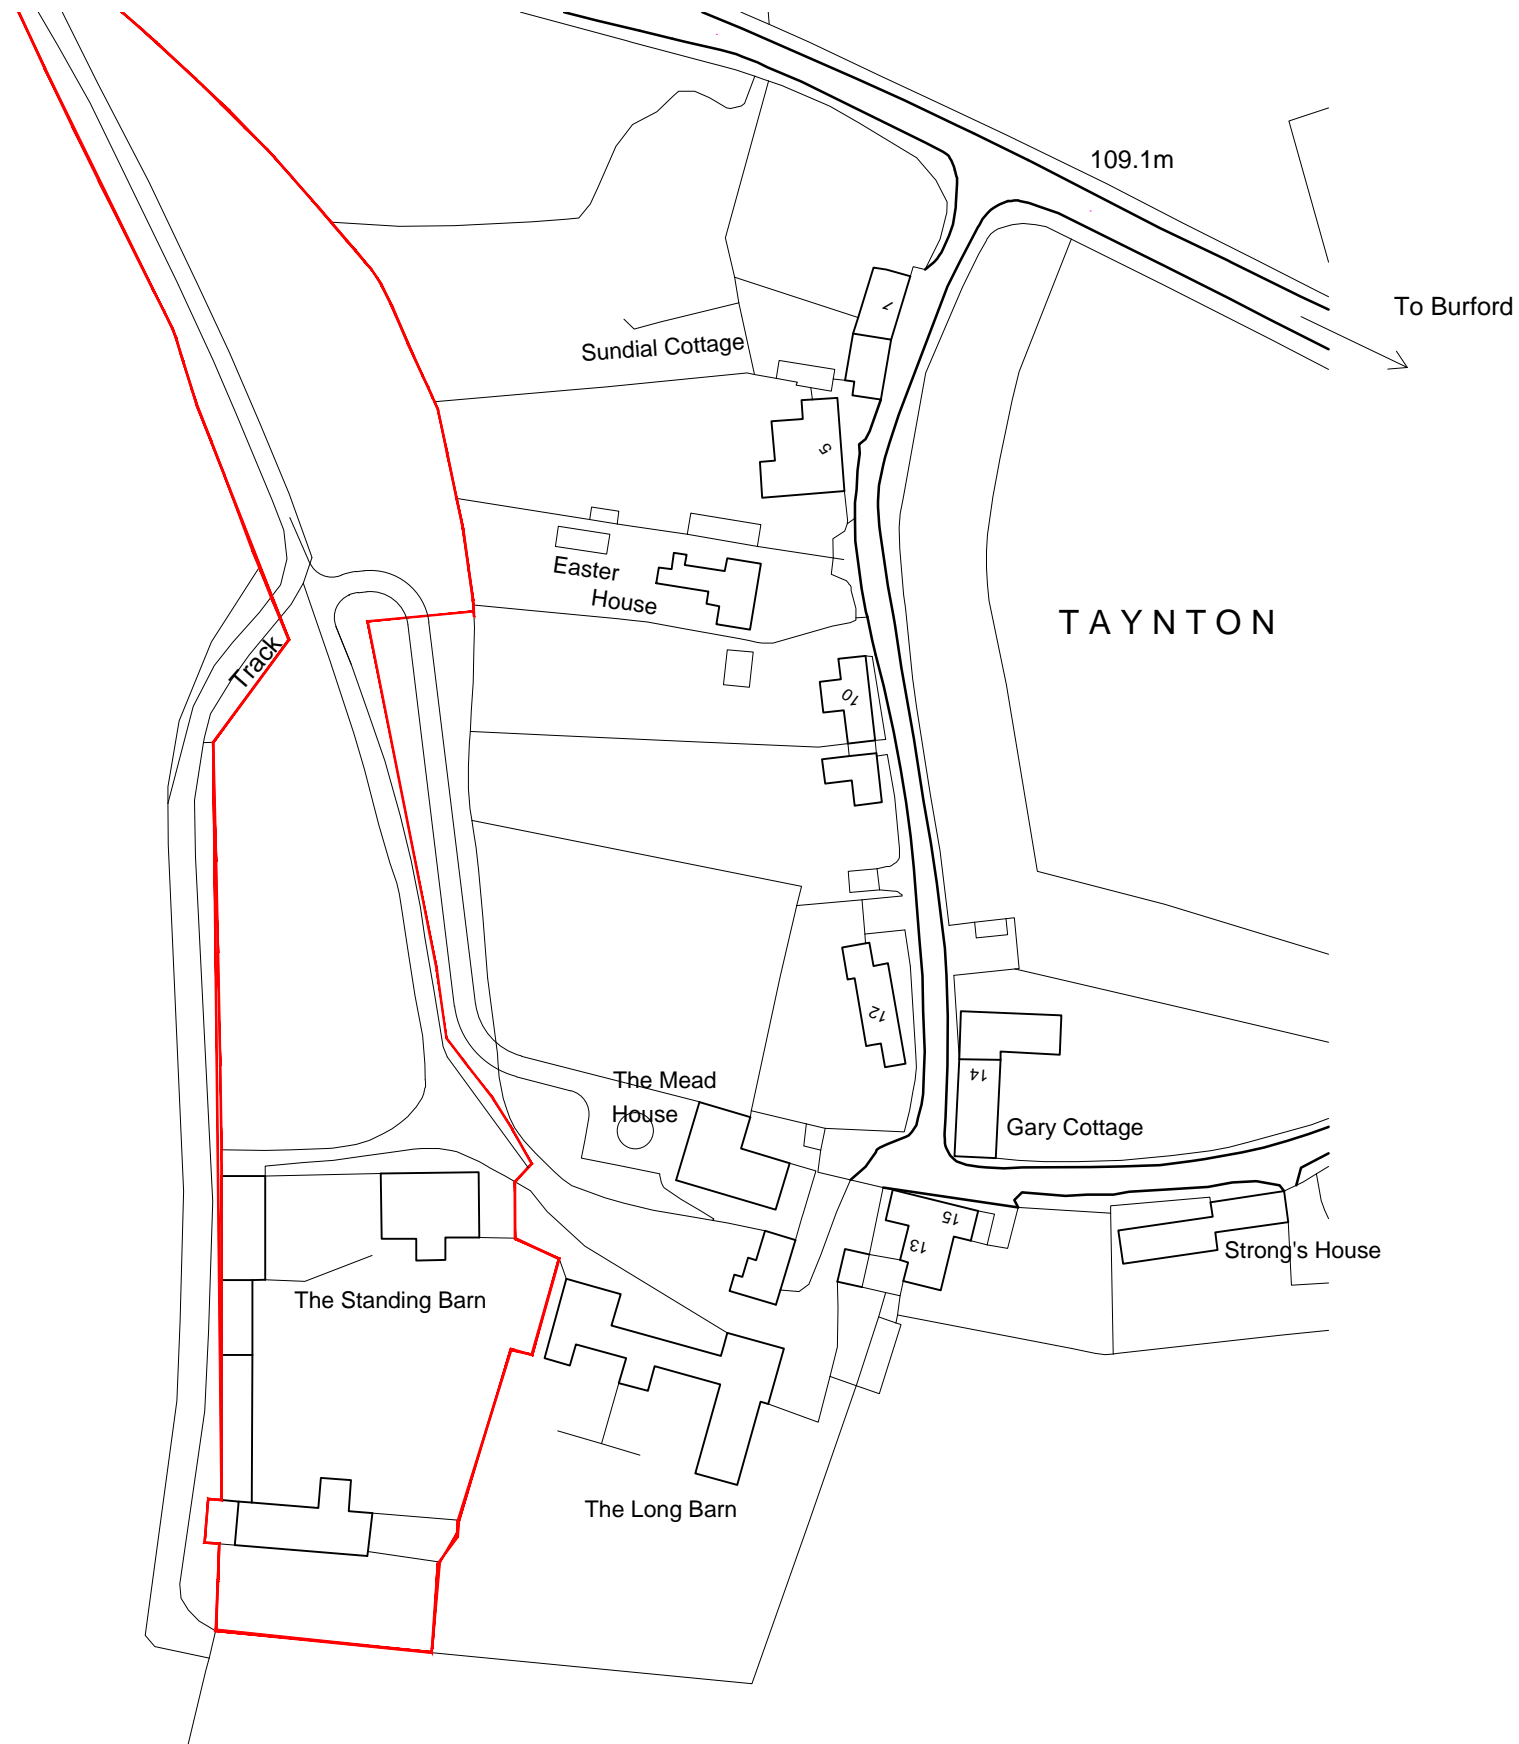 109.1m
To Burford
7
Sundial Cottage
5
Easter
House
TAYNTON
Track
10
12
The Mead
House
14
Gary Cottage
15
13
Strong's House
The Standing Barn
The Long Barn